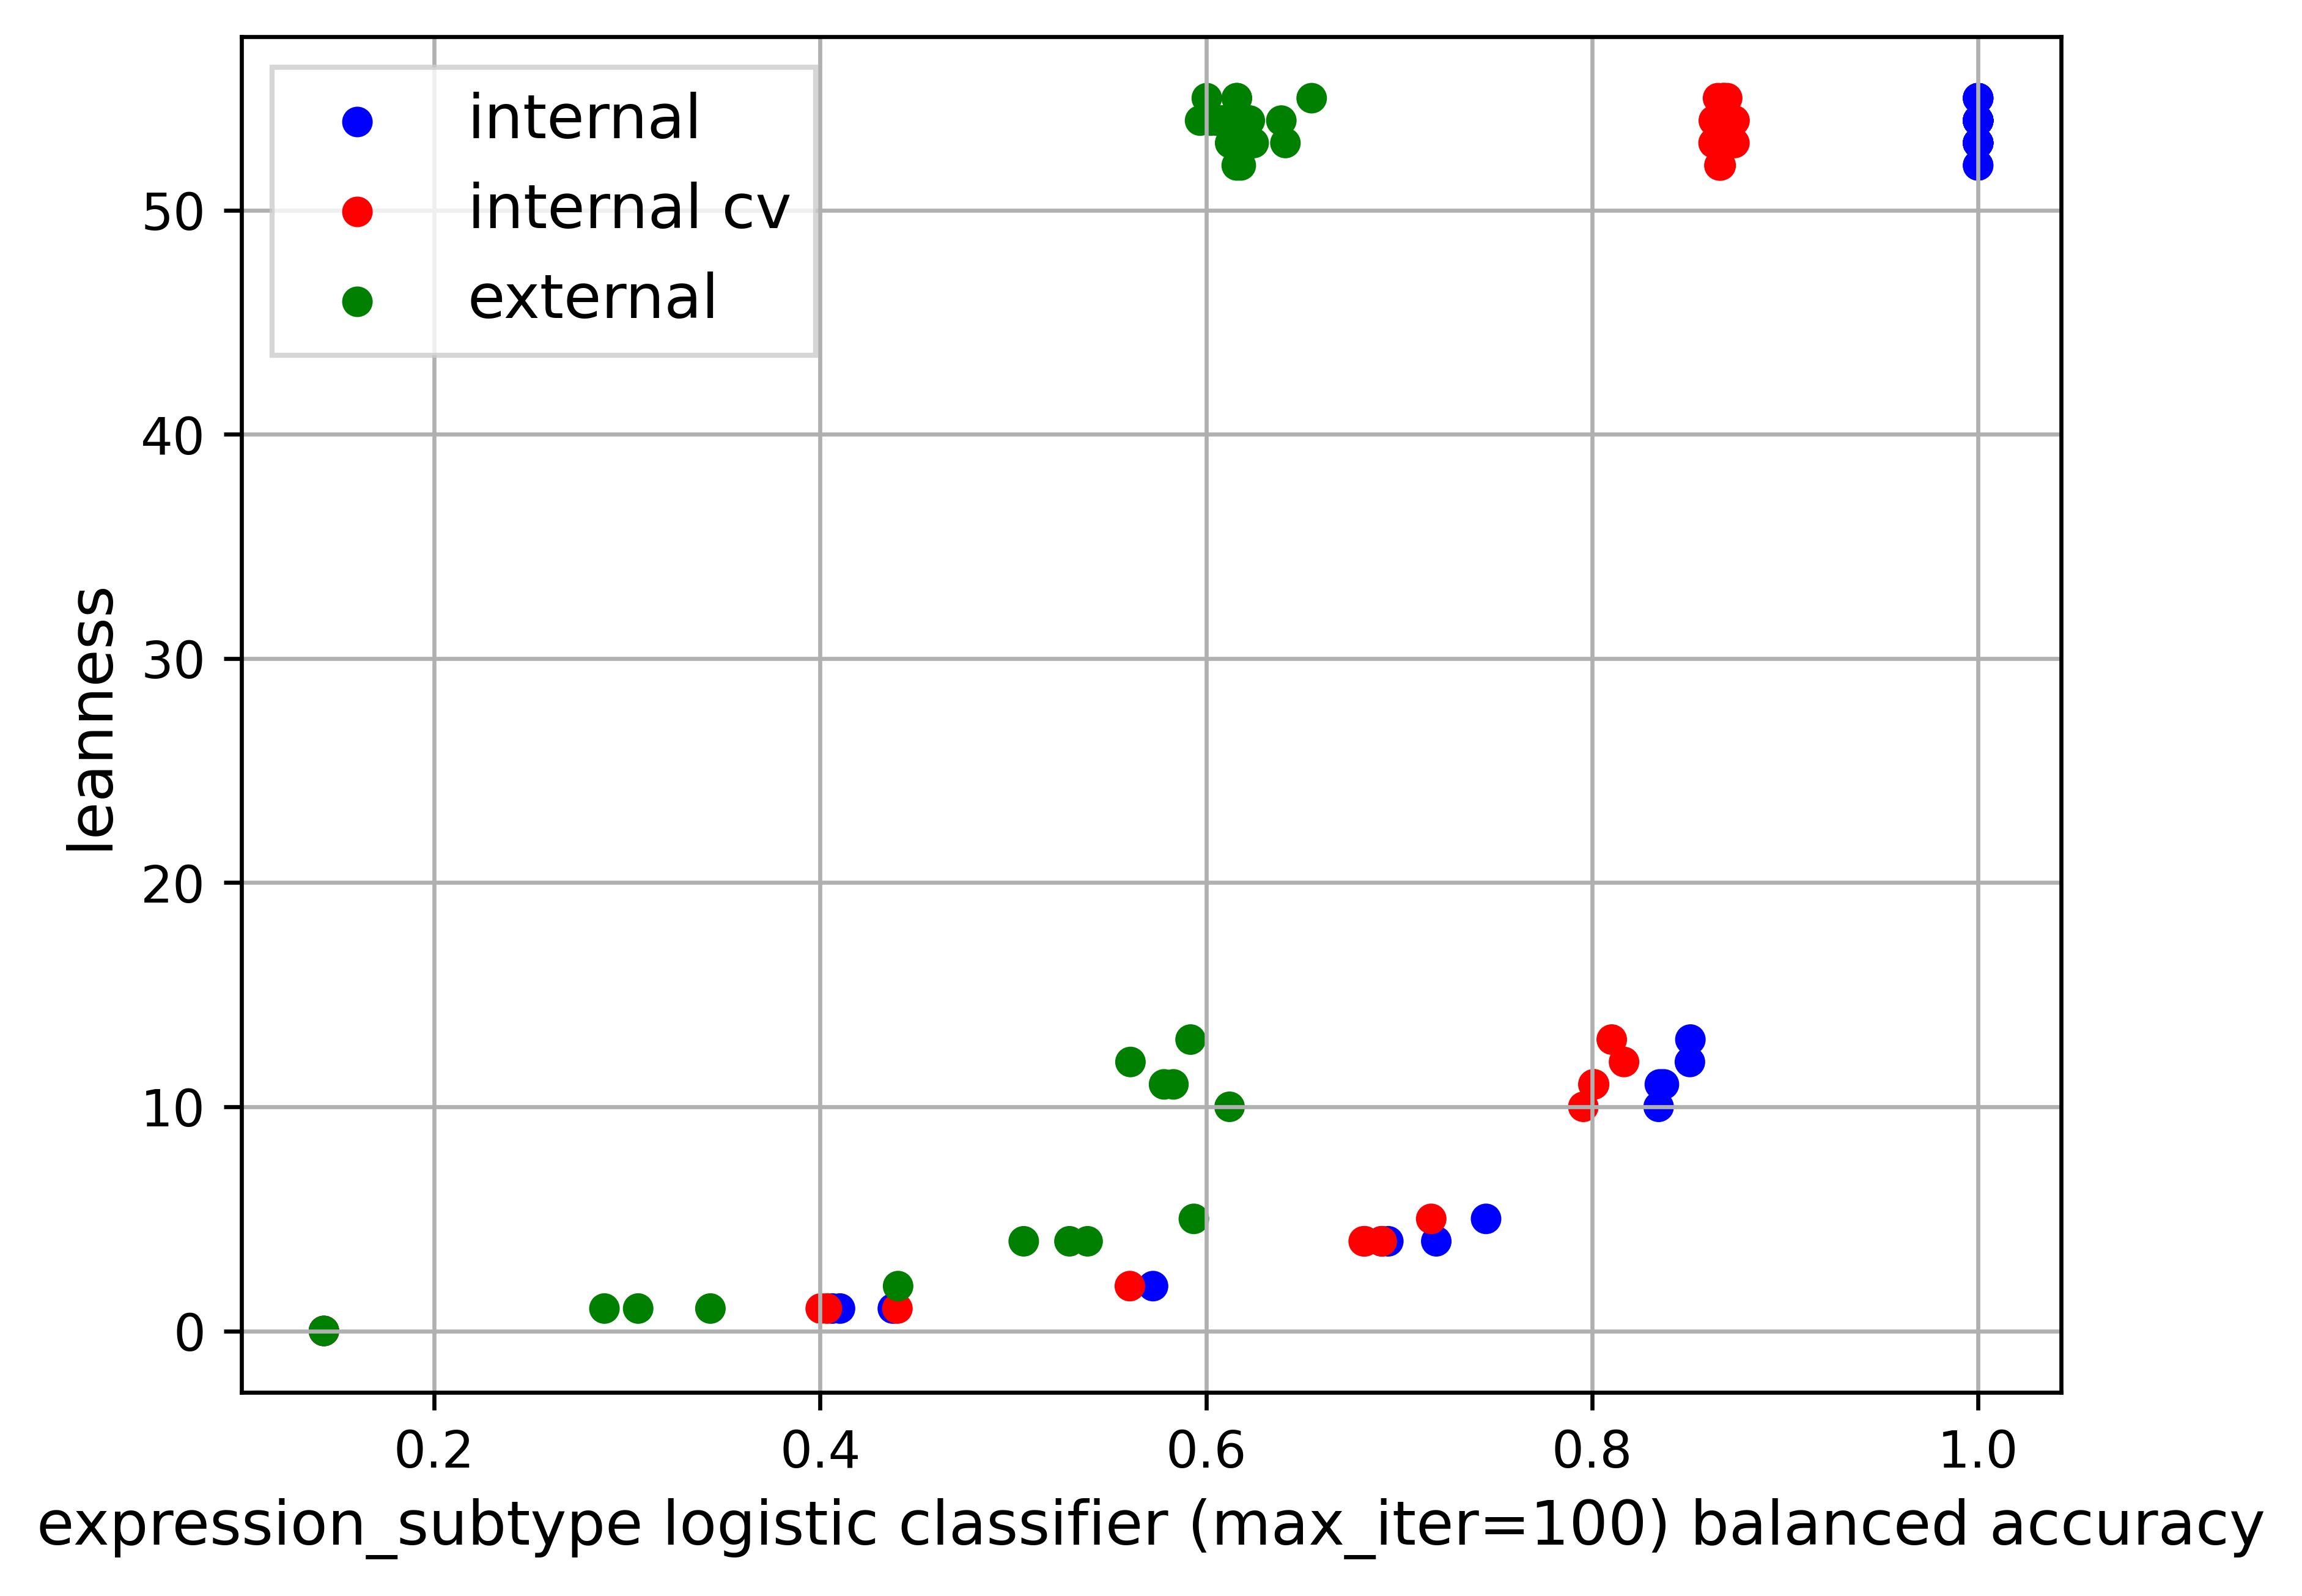 internal
internal cv
external
leanness
50
40
30
20
10
0
0.2 0.4 0.6 0.8 1.0
expression_subtype logistic classifier (max_iter=100) balanced accuracy